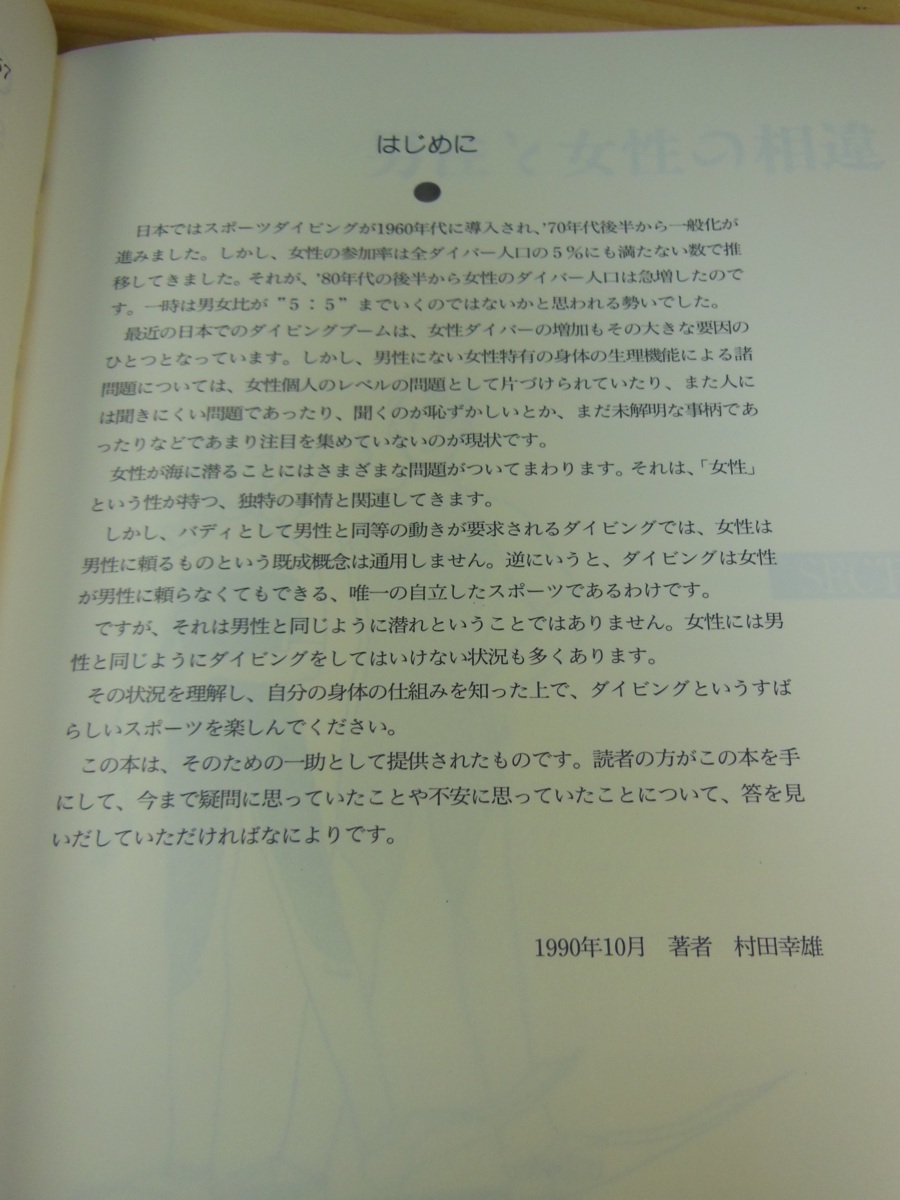 はじめに
●
日本ではスポーツダイビングが1960年代に導入され、'70年代後半から一般化が
進みました。しかし、女性の参加率は全ダイバー人口の5%にも満たない数で推
移してきました。それが、'80年代の後半から女性のダイバー人口は急増したので
す。一時は男女比が"5：5"までいくのではないかと思われる勢いでした。
最近の日本でのダイビングブームは、女性ダイバーの増加もその大きな要因の
ひとつとなっています。しかし、男性にない女性特有の身体の生理機能による諸
問題については、女性個人のレベルの問題として片づけられていたり、また人に
は聞きにくい問題であったり、聞くのが恥ずかしいとか、まだ未解明な事柄であ
ったりなどであまり注目を集めていないのが現状です。
女性が海に潜ることにはさまざまな問題がついてまわります。それは、「女性」
という性が持つ、独特の事情と関連してきます。
しかし、バディとして男性と同等の動きが要求されるダイビングでは、女性は
男性に頼るものという既成概念は通用しません。逆にいうと、ダイビングは女性
が男性に頼らなくてもできる、唯一の自立したスポーツであるわけです。
ですが、それは男性と同じように潜れということではありません。女性には男
性と同じようにダイビングをしてはいけない状況も多くあります。
その状況を理解し、自分の身体の仕組みを知った上で、ダイビングというすば
らしいスポーツを楽しんでください。
この本は、そのための一助として提供されたものです。読者の方がこの本を手
にして、今まで疑問に思っていたことや不安に思っていたことについて、答を見
いだしていただければなによりです。
1990年10月　著者　村田幸雄